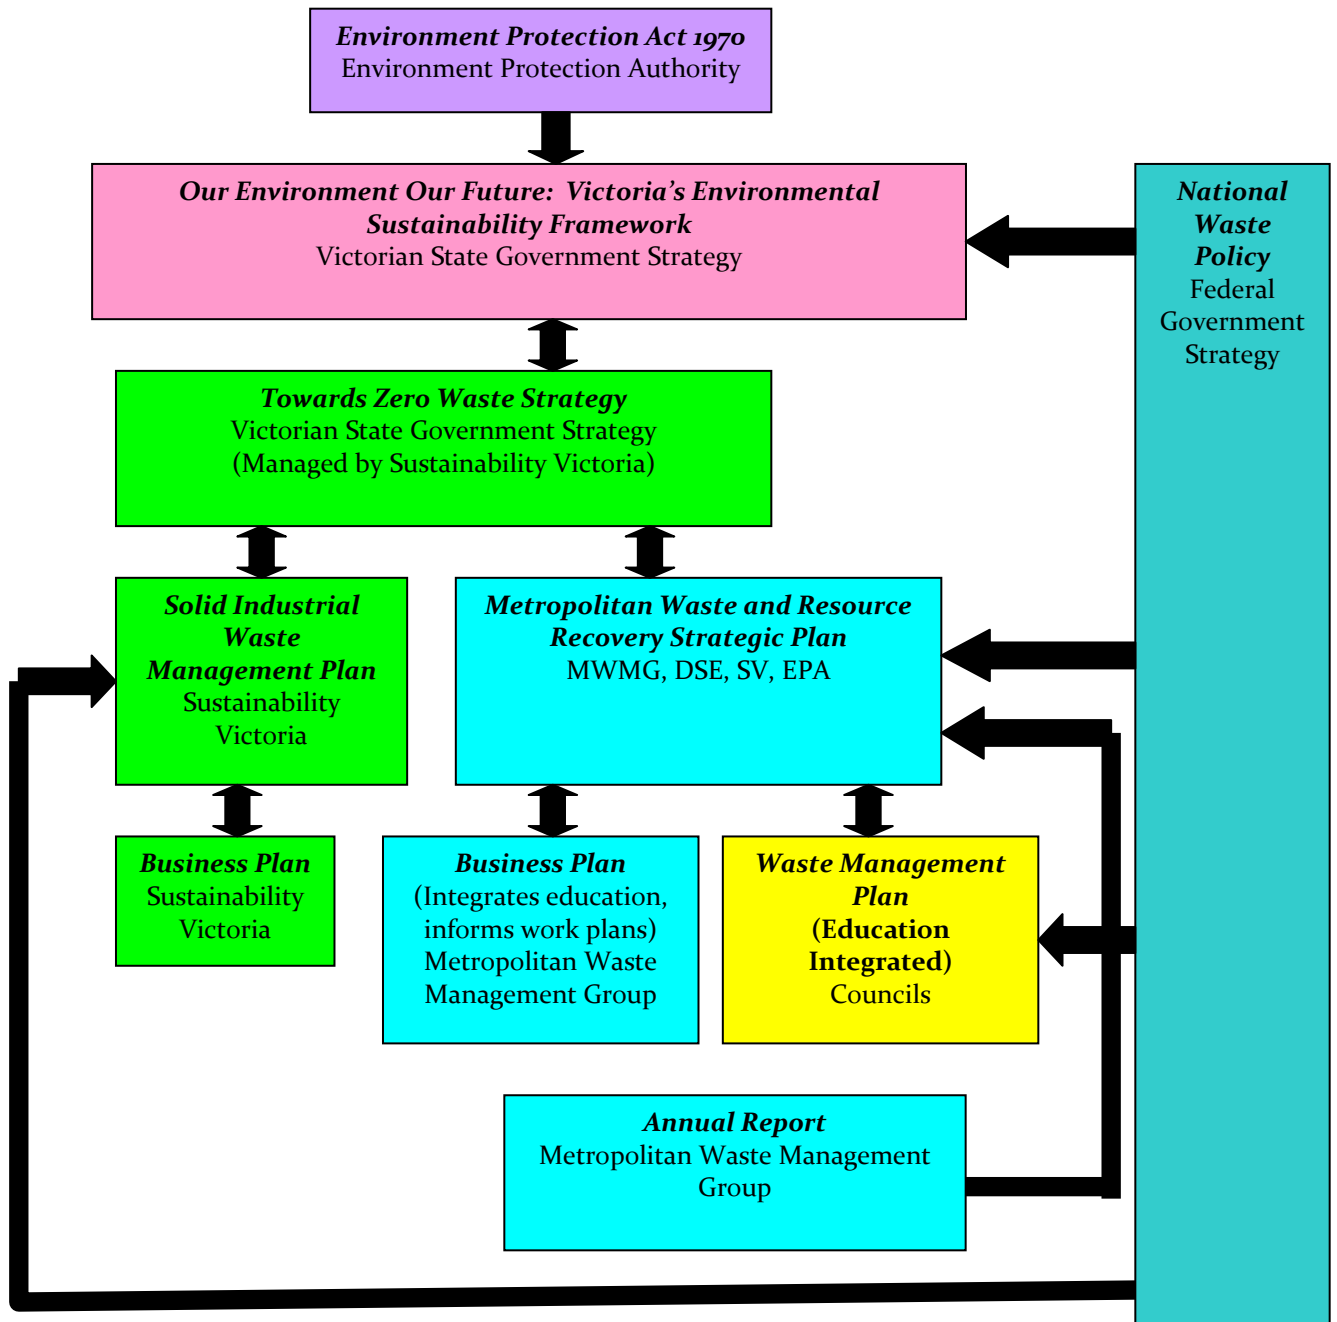 Environment Protection Act 1970
Environment Protection Authority
Our Environment Our Future:  Victoria’s Environmental
Sustainability Framework
Victorian State Government Strategy
National
Waste
Policy
Federal
Government
Strategy
Towards Zero Waste Strategy
Victorian State Government Strategy
(Managed by Sustainability Victoria)
Solid Industrial
Waste
Management Plan
Sustainability
Victoria
Metropolitan Waste and Resource
Recovery Strategic Plan
MWMG, DSE, SV, EPA
Business Plan
Sustainability
Victoria
Business Plan
(Integrates education,
informs work plans)
Metropolitan Waste
Management Group
Waste Management
Plan
(Education
Integrated)
Councils
Annual Report
Metropolitan Waste Management
Group